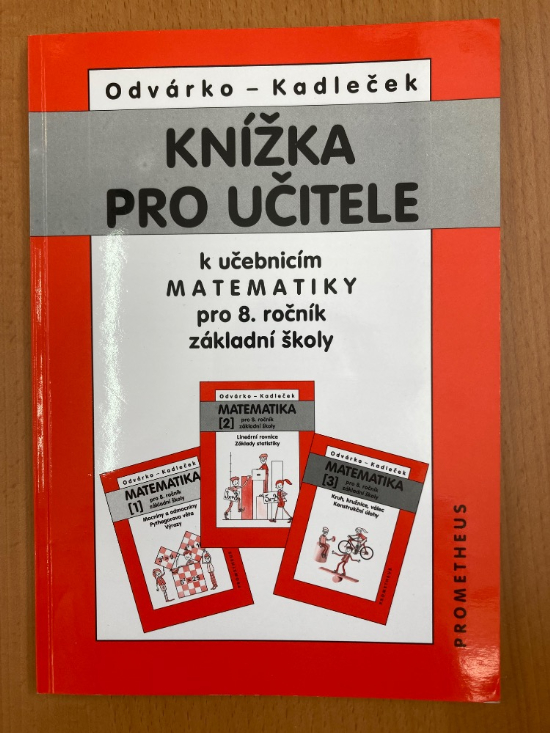 Odvárko – Kadleček
KNÍŽKA
PRO UČITELE
k učebnicím
MATEMATIKY
pro 8. ročník
základní školy
Odvárko – Kadleček
MATEMATIKA
[2]
pro 8. ročník
základní školy
Lineární rovnice
Základy statistiky
Odvárko – Kadleček
MATEMATIKA
[1]
pro 8. ročník
základní školy
Mocniny a odmocniny
Pythagorova věta
Výrazy
PROMETHEUS
Odvárko – Kadleček
MATEMATIKA
[3]
pro 8. ročník
základní školy
Kruh, kružnice, válec
Konstrukční úlohy
PROMETHEUS
PROMETHEUS